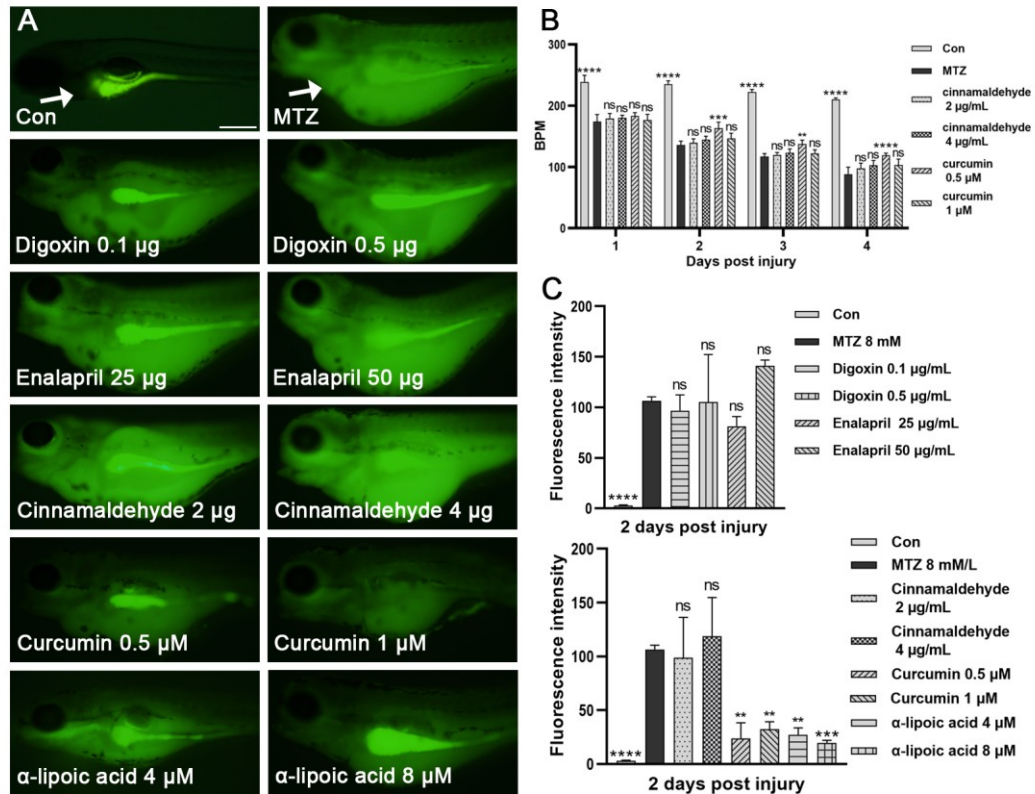 A
Con
MTZ
Digoxin 0.1 µg
Digoxin 0.5 µg
Enalapril 25 µg
Enalapril 50 µg
Cinnamaldehyde 2 µg
Cinnamaldehyde 4 µg
Curcumin 0.5 µM
Curcumin 1 µM
α-lipoic acid 4 µM
α-lipoic acid 8 µM
B
BPM
300
200
100
0
**** ns ns ns ns
**** ns ns *** ns
**** ns ns ** ns
**** ns ns **** ns
1 2 3 4
Days post injury
Con
MTZ
cinnamaldehyde
2 µg/mL
cinnamaldehyde
4 µg/mL
curcumin
0.5 µM
curcumin
1 µM
C
Fluorescence intensity
200
150
100
50
0
**** ns ns ns ns
2 days post injury
Con
MTZ 8 mM
Digoxin 0.1 µg/mL
Digoxin 0.5 µg/mL
Enalapril 25 µg/mL
Enalapril 50 µg/mL
Fluorescence intensity
200
150
100
50
0
**** ns ns ** ** ** ***
2 days post injury
Con
MTZ 8 mM/L
Cinnamaldehyde
2 µg/mL
Cinnamaldehyde
4 µg/mL
Curcumin 0.5 µM
Curcumin 1 µM
α-lipoic acid 4 µM
α-lipoic acid 8 µM